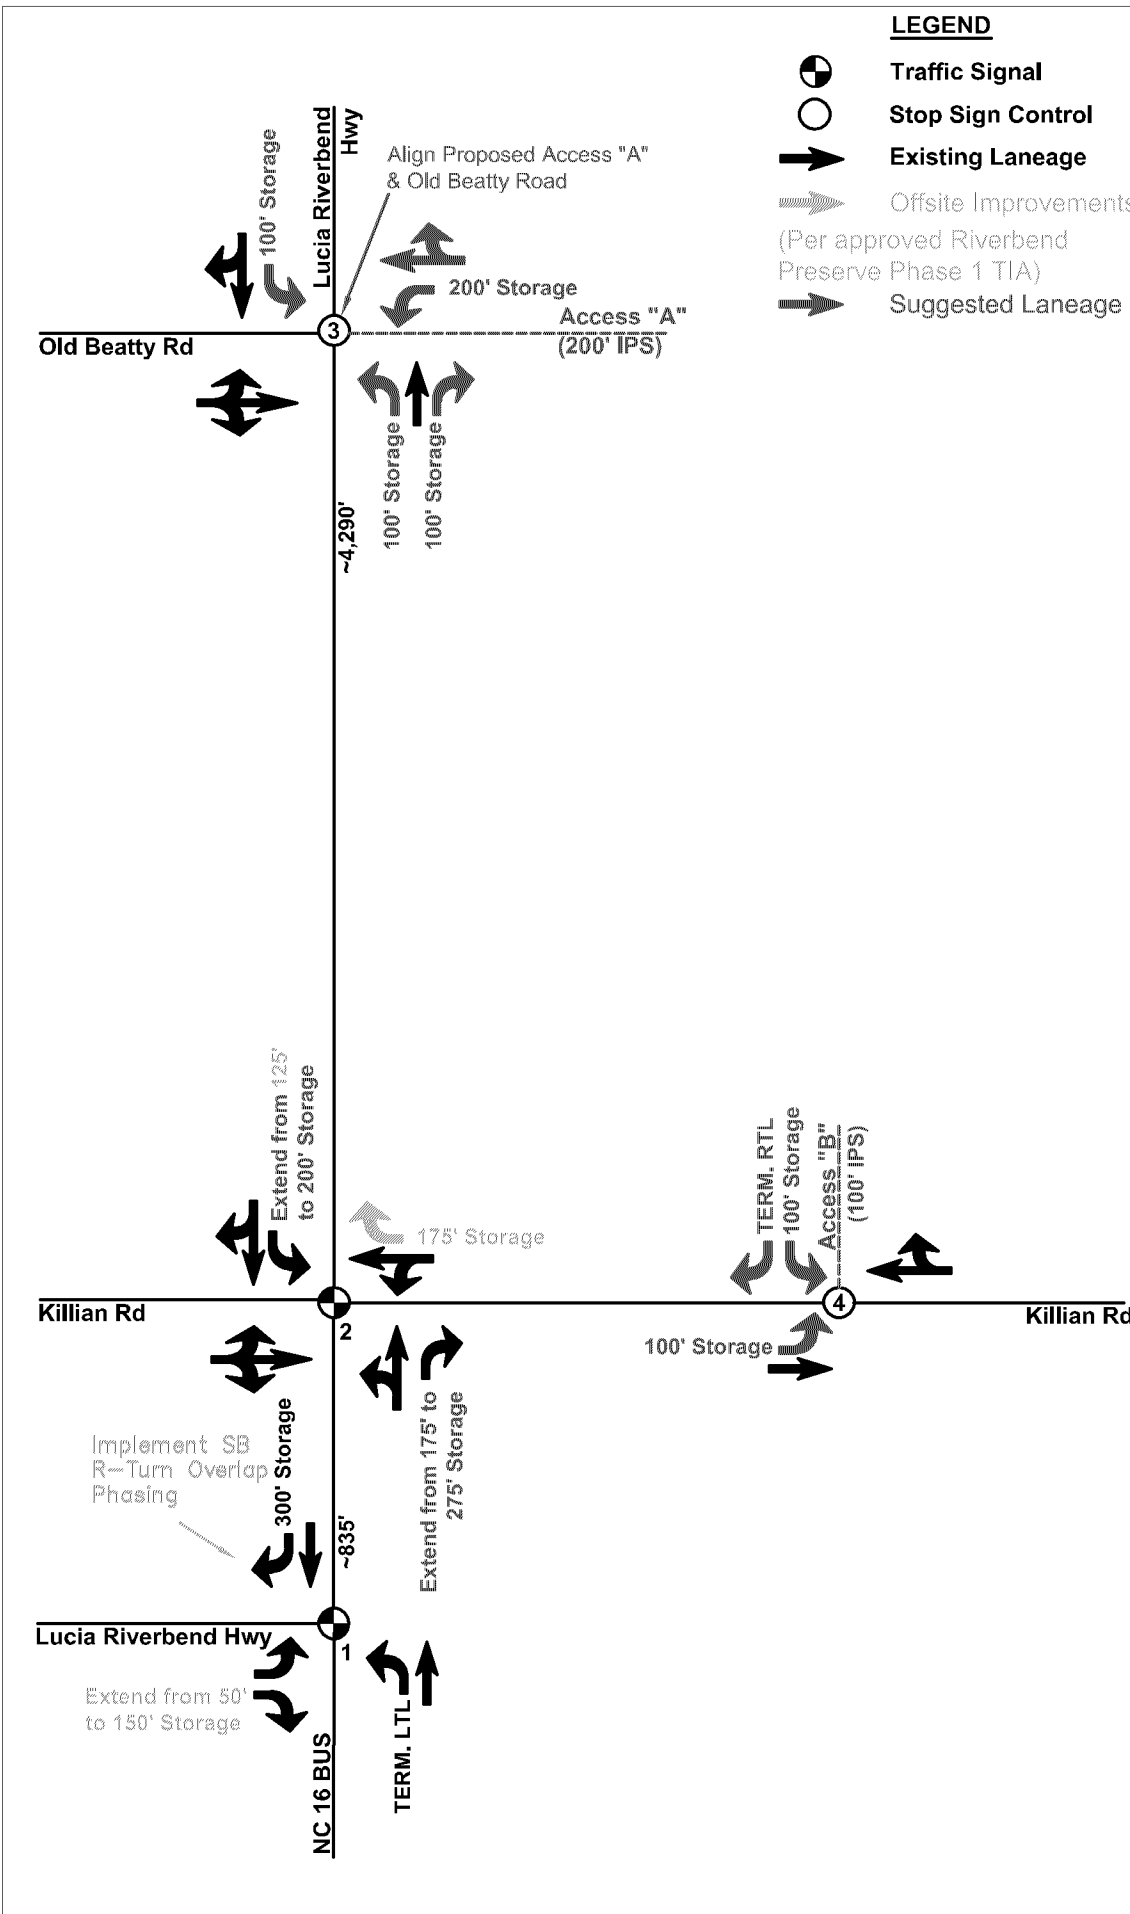 LEGEND
Traffic Signal
Stop Sign Control
Existing Laneage
Offsite Improvements
(Per approved Riverbend
Preserve Phase 1 TIA)
Suggested Laneage
Lucia Riverbend
Hwy
100' Storage
Align Proposed Access "A"
& Old Beatty Road
200' Storage
Access "A"
(200' IPS)
Old Beatty Rd
3
100' Storage
100' Storage
~4,290'
Extend from 125'
to 200' Storage
175' Storage
TERM. RTL
100' Storage
Access "B"
(100' IPS)
Killian Rd
2
4
Killian Rd
100' Storage
Implement SB
R-Turn Overlap
Phasing
300' Storage
~835'
Extend from 175' to
275' Storage
Lucia Riverbend Hwy
1
Extend from 50'
to 150' Storage
NC 16 BUS
TERM. LTL